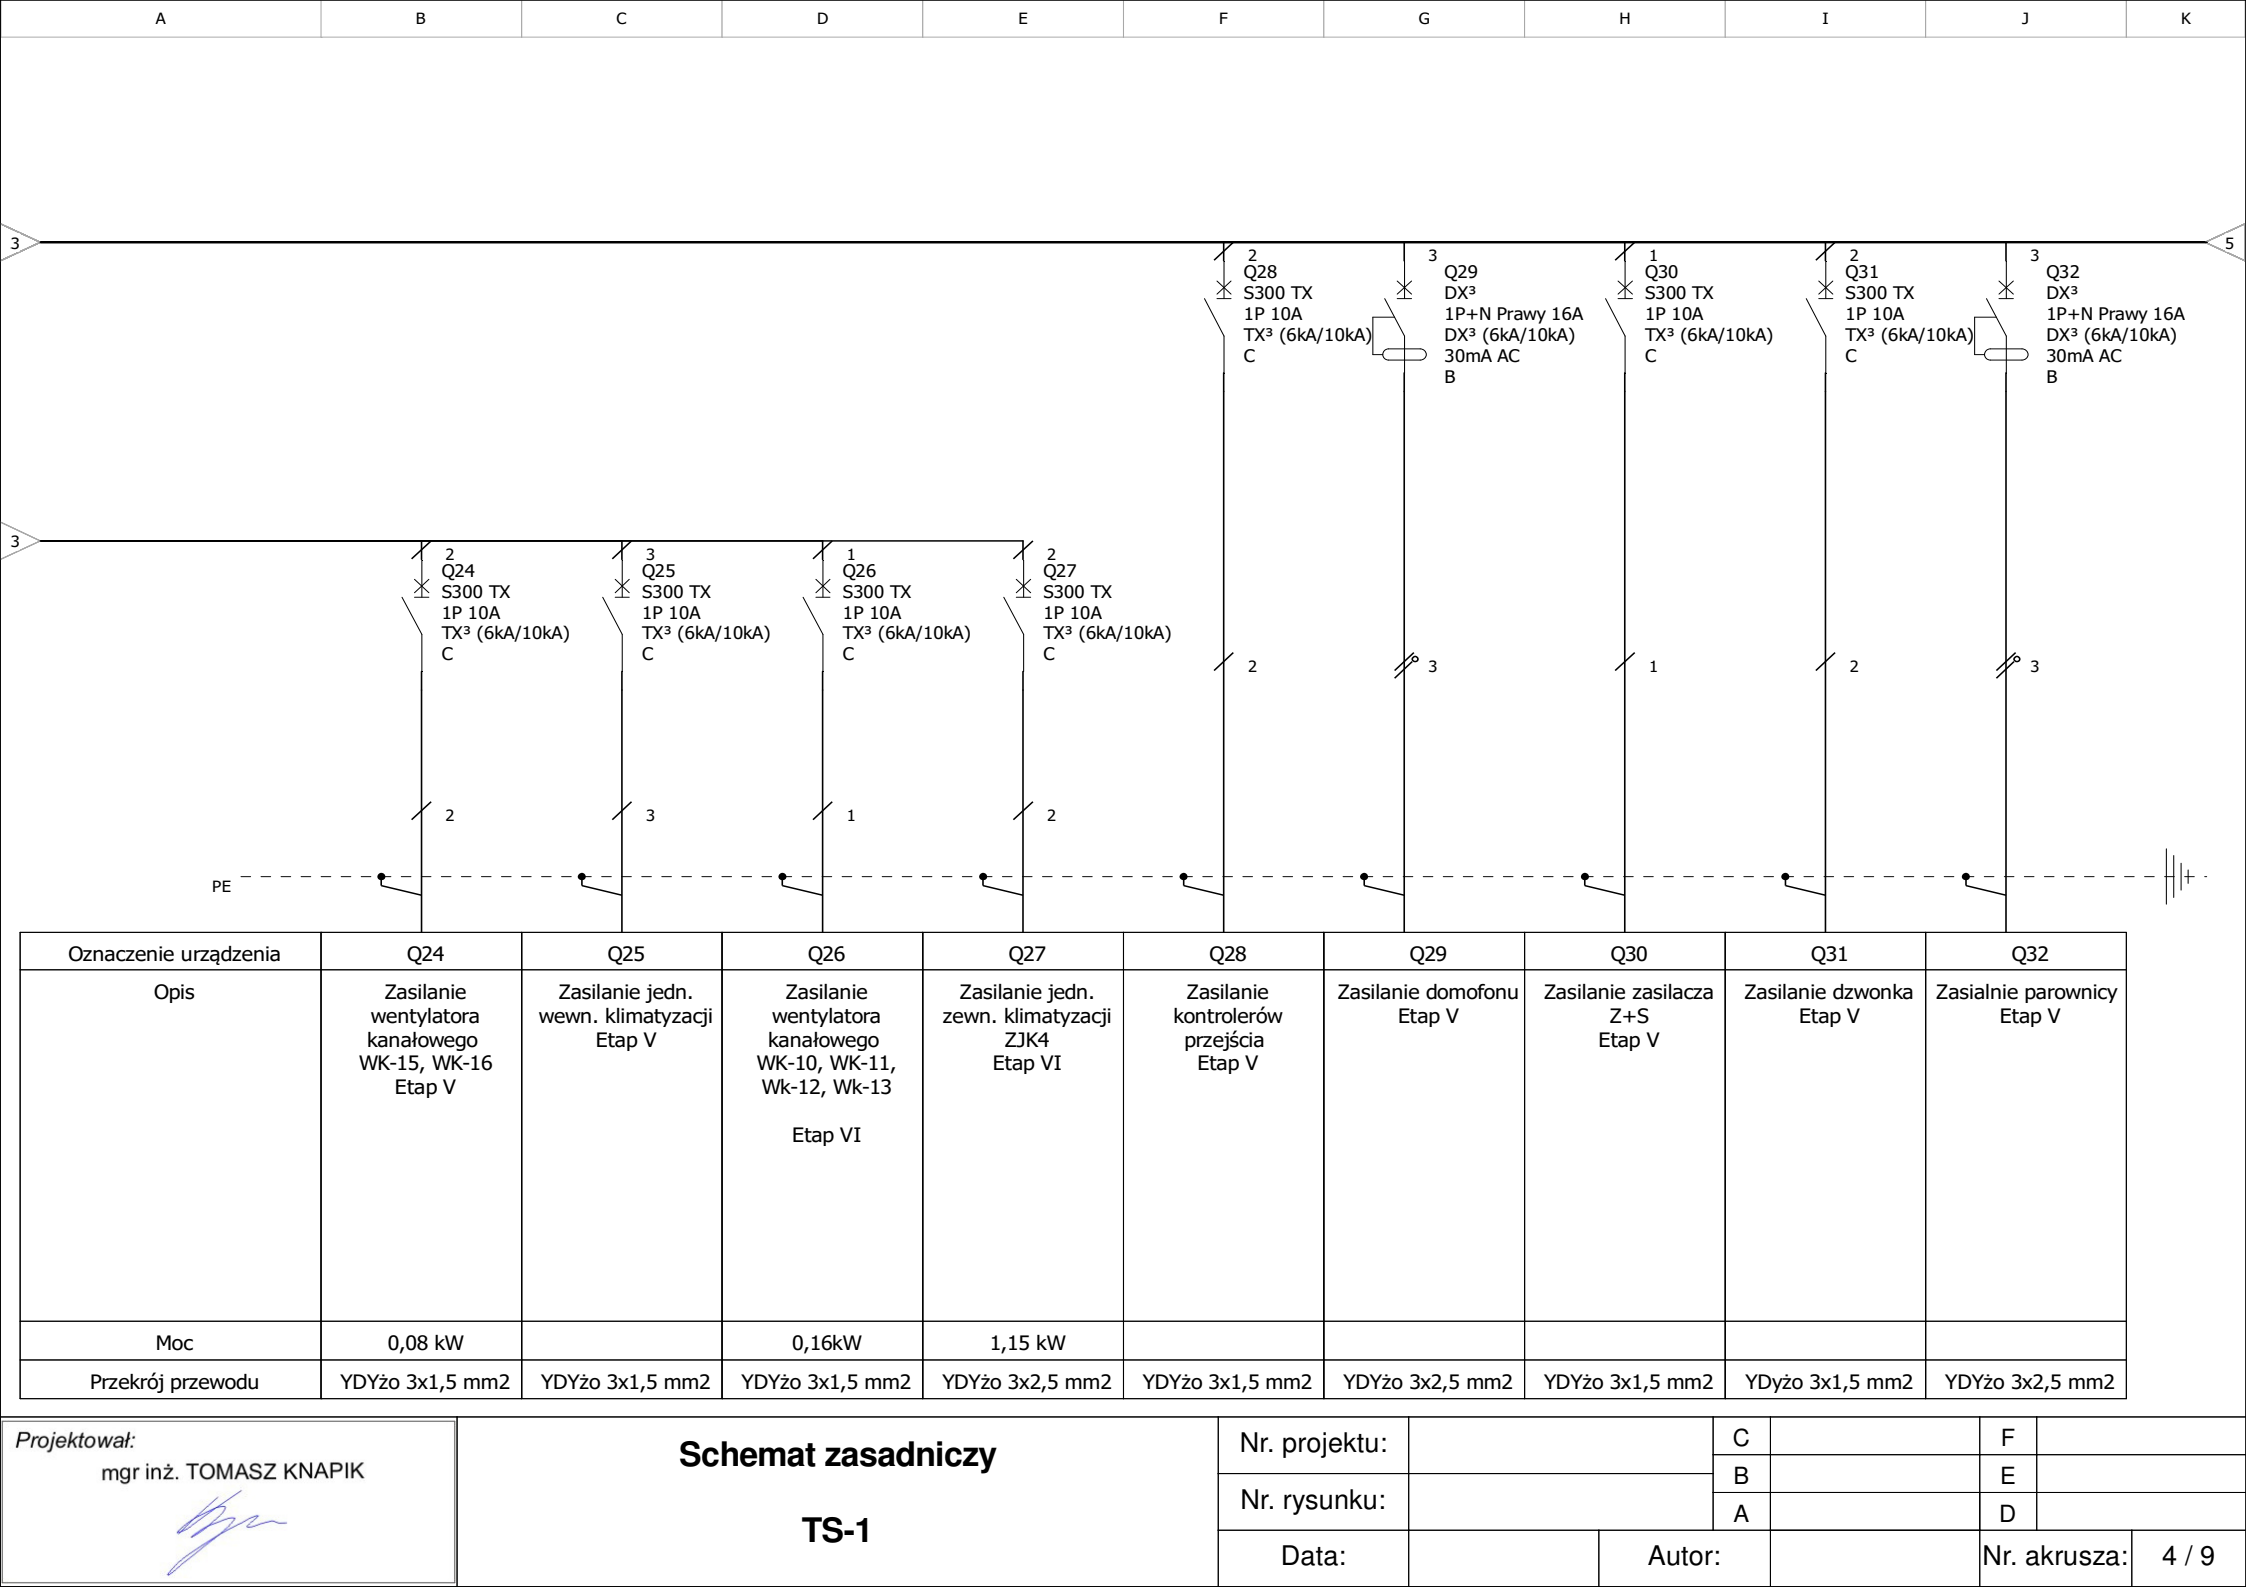 A B C D E F G H I J K
3 5
2
Q28
S300 TX
1P 10A
TX³ (6kA/10kA)
C
3
Q29
DX³
1P+N Prawy 16A
DX³ (6kA/10kA)
30mA AC
B
1
Q30
S300 TX
1P 10A
TX³ (6kA/10kA)
C
2
Q31
S300 TX
1P 10A
TX³ (6kA/10kA)
C
3
Q32
DX³
1P+N Prawy 16A
DX³ (6kA/10kA)
30mA AC
B
3
2
Q24
S300 TX
1P 10A
TX³ (6kA/10kA)
C
3
Q25
S300 TX
1P 10A
TX³ (6kA/10kA)
C
1
Q26
S300 TX
1P 10A
TX³ (6kA/10kA)
C
2
Q27
S300 TX
1P 10A
TX³ (6kA/10kA)
C
2 3 1 2 3
2 3 1 2
PE
Oznaczenie urządzenia Q24 Q25 Q26 Q27 Q28 Q29 Q30 Q31 Q32
Opis
Zasilanie
wentylatora
kanałowego
WK-15, WK-16
Etap V
Zasilanie jedn.
wewn. klimatyzacji
Etap V
Zasilanie
wentylatora
kanałowego
WK-10, WK-11,
Wk-12, Wk-13
Etap VI
Zasilanie jedn.
zewn. klimatyzacji
ZJK4
Etap VI
Zasilanie
kontrolerów
przejścia
Etap V
Zasilanie domofonu
Etap V
Zasilanie zasilacza
Z+S
Etap V
Zasilanie dzwonka
Etap V
Zasialnie parownicy
Etap V
Moc 0,08 kW 0,16kW 1,15 kW
Przekrój przewodu YDYżo 3x1,5 mm2 YDYżo 3x1,5 mm2 YDYżo 3x1,5 mm2 YDYżo 3x2,5 mm2 YDYżo 3x1,5 mm2 YDYżo 3x2,5 mm2 YDYżo 3x1,5 mm2 YDyżo 3x1,5 mm2 YDYżo 3x2,5 mm2
Projektował:
mgr inż. TOMASZ KNAPIK
Schemat zasadniczy
TS-1
Nr. projektu:
Nr. rysunku:
C F
B E
A D
Data: Autor: Nr. akrusza: 4 / 9